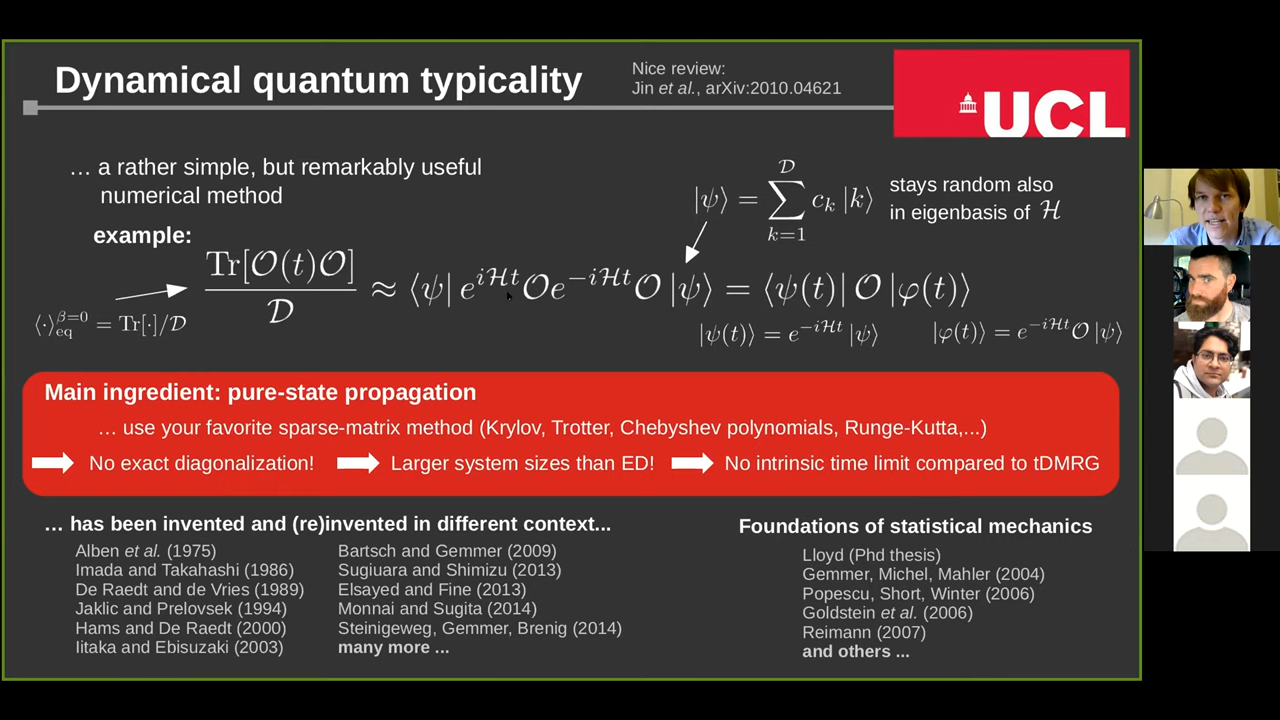 Dynamical quantum typicality
Nice review:
Jin et al., arXiv:2010.04621
UCL
… a rather simple, but remarkably useful
numerical method
|ψ⟩ = ∑_{k=1}^{𝒟} c_k |k⟩
stays random also
in eigenbasis of ℋ
example:
Tr[𝒪(t)𝒪] / 𝒟 ≈ ⟨ψ| e^{iℋt} 𝒪 e^{−iℋt} 𝒪 |ψ⟩ = ⟨ψ(t)| 𝒪 |φ(t)⟩
⟨·⟩_{eq}^{β=0} = Tr[·]/𝒟
|ψ(t)⟩ = e^{−iℋt} |ψ⟩
|φ(t)⟩ = e^{−iℋt} 𝒪 |ψ⟩
Main ingredient: pure-state propagation
… use your favorite sparse-matrix method (Krylov, Trotter, Chebyshev polynomials, Runge-Kutta,...)
No exact diagonalization!
Larger system sizes than ED!
No intrinsic time limit compared to tDMRG
… has been invented and (re)invented in different context...
Alben et al. (1975)
Imada and Takahashi (1986)
De Raedt and de Vries (1989)
Jaklic and Prelovsek (1994)
Hams and De Raedt (2000)
Iitaka and Ebisuzaki (2003)
Bartsch and Gemmer (2009)
Sugiuara and Shimizu (2013)
Elsayed and Fine (2013)
Monnai and Sugita (2014)
Steinigeweg, Gemmer, Brenig (2014)
many more ...
Foundations of statistical mechanics
Lloyd (Phd thesis)
Gemmer, Michel, Mahler (2004)
Popescu, Short, Winter (2006)
Goldstein et al. (2006)
Reimann (2007)
and others ...